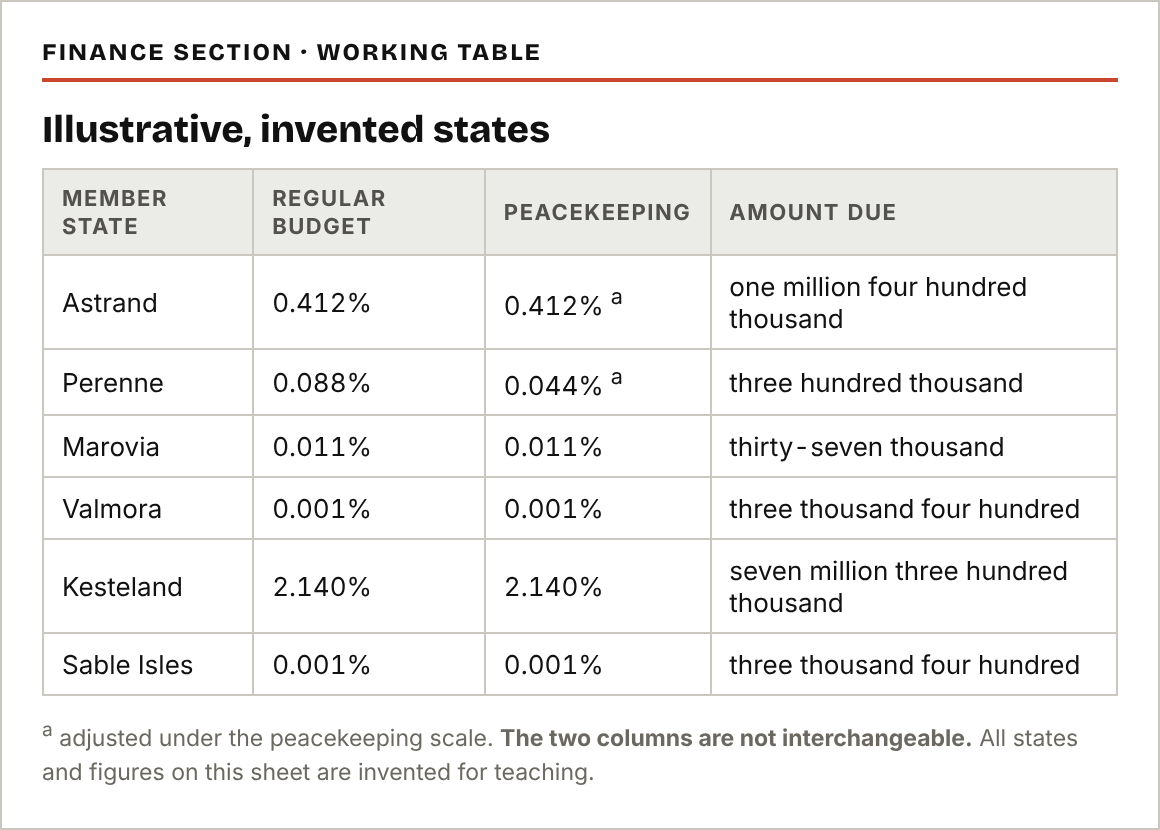 FINANCE SECTION · WORKING TABLE
Illustrative, invented states
MEMBER STATE REGULAR BUDGET PEACEKEEPING AMOUNT DUE
Astrand 0.412% 0.412% a one million four hundred thousand
Perenne 0.088% 0.044% a three hundred thousand
Marovia 0.011% 0.011% thirty-seven thousand
Valmora 0.001% 0.001% three thousand four hundred
Kesteland 2.140% 2.140% seven million three hundred thousand
Sable Isles 0.001% 0.001% three thousand four hundred
a adjusted under the peacekeeping scale. The two columns are not interchangeable. All states
and figures on this sheet are invented for teaching.